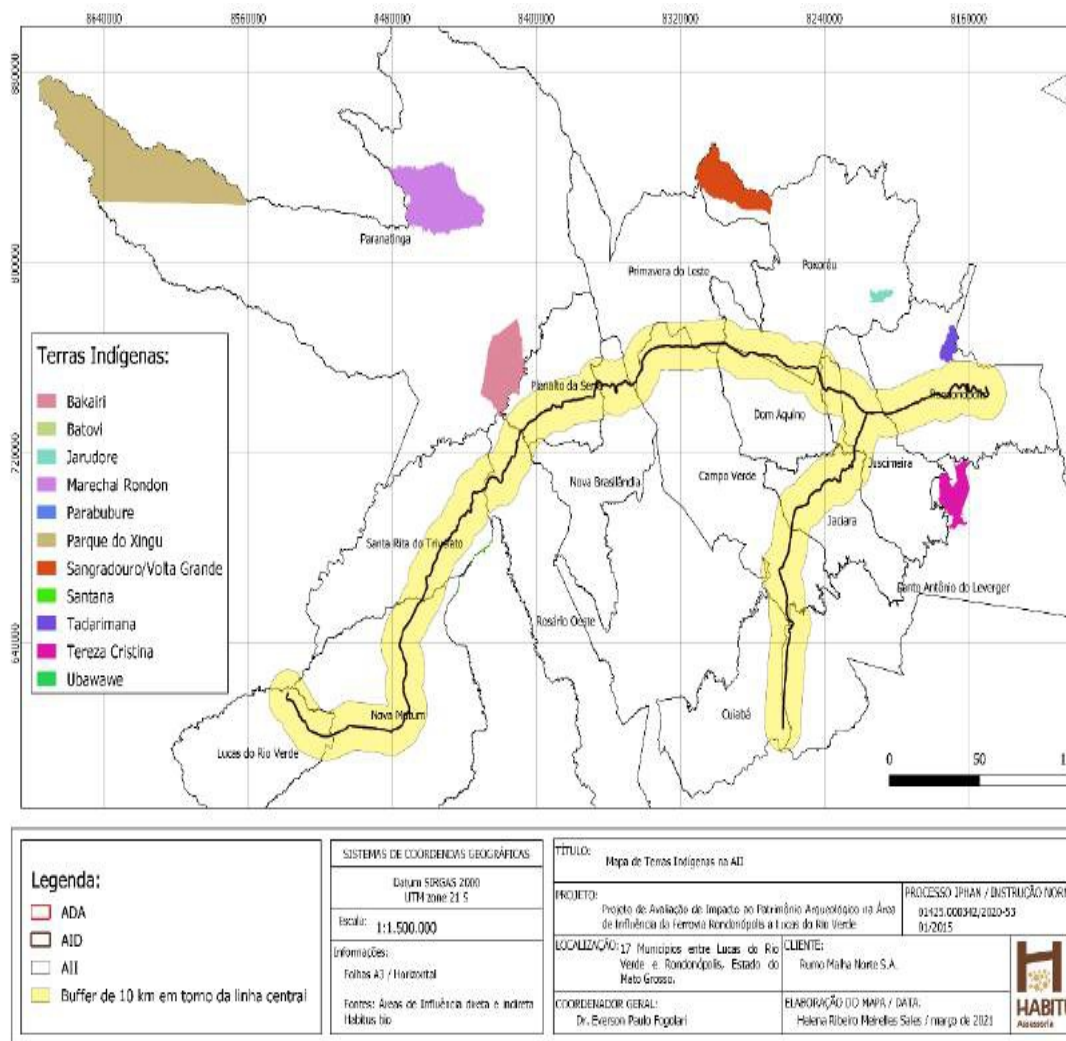 8640000 8560000 8480000 8400000 8320000 8240000 8160000
880000
800000
720000
640000
Paranatinga
Primavera do Leste
Poxoréu
Planalto da Serra
Rondonópolis
Dom Aquino
Juscimeira
Nova Brasilândia
Campo Verde
Jaciara
Santa Rita do Trivelato
Santo Antônio do Leverger
Rosário Oeste
Nova Mutum
Cuiabá
Lucas do Rio Verde
0 50
Terras Indígenas:
Bakairi
Batovi
Jarudore
Marechal Rondon
Parabubure
Parque do Xingu
Sangradouro/Volta Grande
Santana
Tadarimana
Tereza Cristina
Ubawawe
Legenda:
ADA
AID
AII
Buffer de 10 km em torno da linha central
SISTEMAS DE COORDENDAS GEOGRÁFICAS
Datum SIRGAS 2000
UTM zone 21 S
Escala: 1:1.500.000
Informações:
Folhas A3 / Horizontal
Fontes: Áreas de Influência direta e indireta
Habitus bio
TÍTULO:
Mapa de Terras Indígenas na AII
PROJETO:
Projeto de Avaliação de Impacto ao Patrimônio Arqueológico na Área
de Influência da Ferrovia Rondonópolis a Lucas do Rio Verde
PROCESSO IPHAN / INSTRUÇÃO NORM
01425.000342/2020-53
01/2015
LOCALIZAÇÃO: 17 Municípios entre Lucas do Rio
Verde e Rondonópolis, Estado do
Mato Grosso.
CLIENTE:
Rumo Malha Norte S.A.
COORDENADOR GERAL:
Dr. Everson Paulo Fogolari
ELABORAÇÃO DO MAPA / DATA.
Helena Ribeiro Meirelles Sales / março de 2021
HABITU
Assessoria